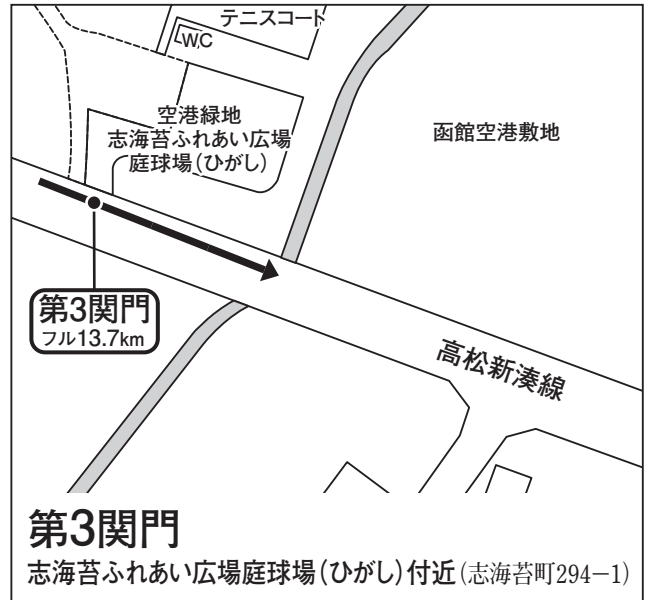 テニスコート
W.C
空港緑地
志海苔ふれあい広場
庭球場(ひがし)
函館空港敷地
第3関門
フル13.7km
高松新湊線
第3関門
志海苔ふれあい広場庭球場(ひがし)付近(志海苔町294−1)